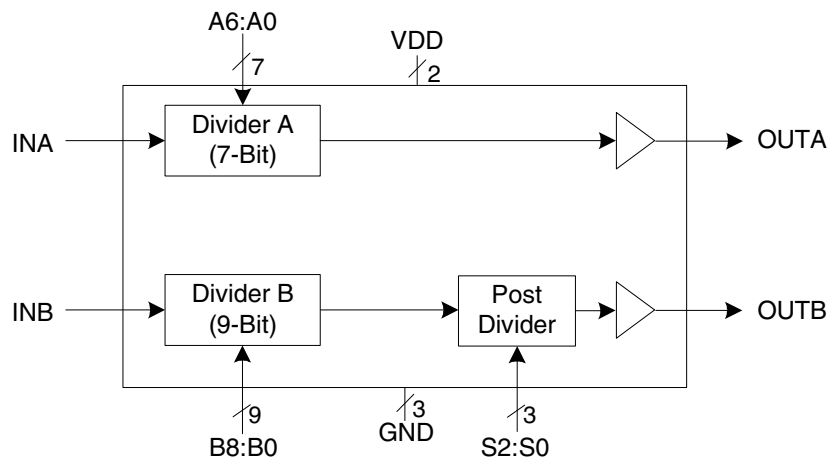 A6:A0
7
VDD
2
INA
Divider A
(7-Bit)
OUTA
INB
Divider B
(9-Bit)
Post
Divider
OUTB
9
B8:B0
3
GND
3
S2:S0